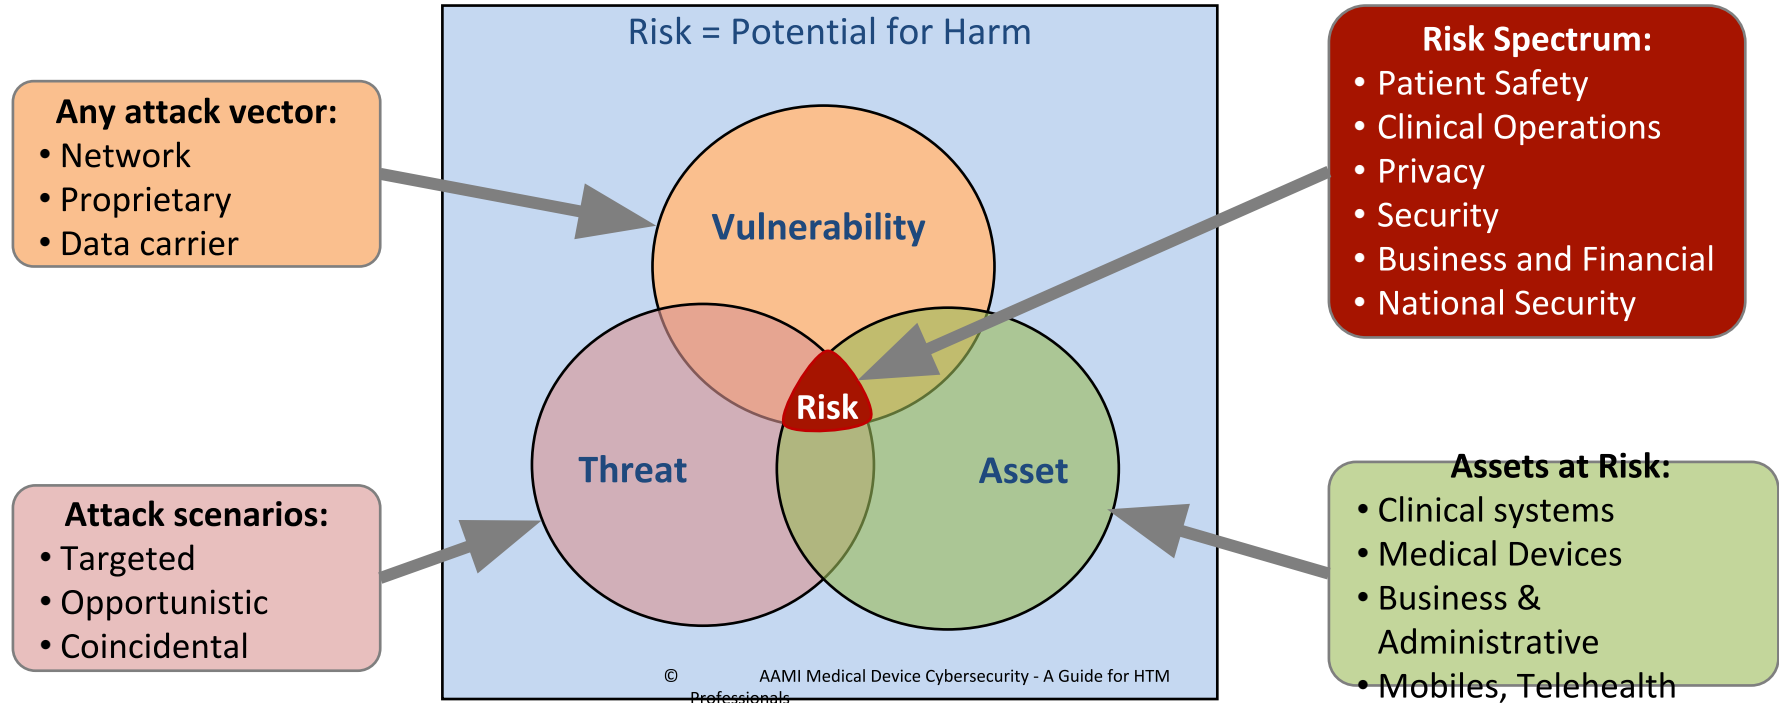 Risk = Potential for Harm
Any attack vector:
• Network
• Proprietary
• Data carrier
Attack scenarios:
• Targeted
• Opportunistic
• Coincidental
Vulnerability
Risk
Threat
Asset
Risk Spectrum:
• Patient Safety
• Clinical Operations
• Privacy
• Security
• Business and Financial
• National Security
Assets at Risk:
• Clinical systems
• Medical Devices
• Business &
Administrative
• Mobiles, Telehealth
© AAMI Medical Device Cybersecurity - A Guide for HTM
Professionals